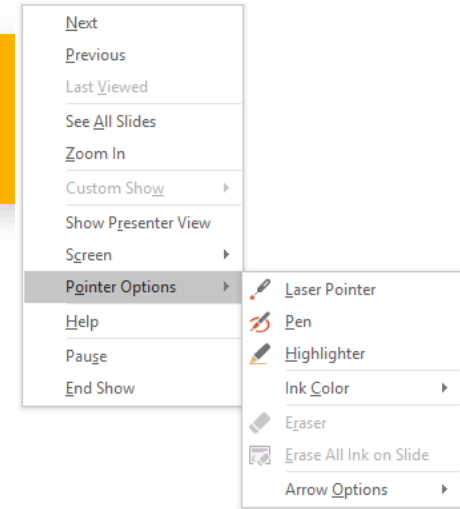 Next
Previous
Last Viewed
See All Slides
Zoom In
Custom Show
Show Presenter View
Screen
Pointer Options
Help
Pause
End Show
Laser Pointer
Pen
Highlighter
Ink Color
Eraser
Erase All Ink on Slide
Arrow Options